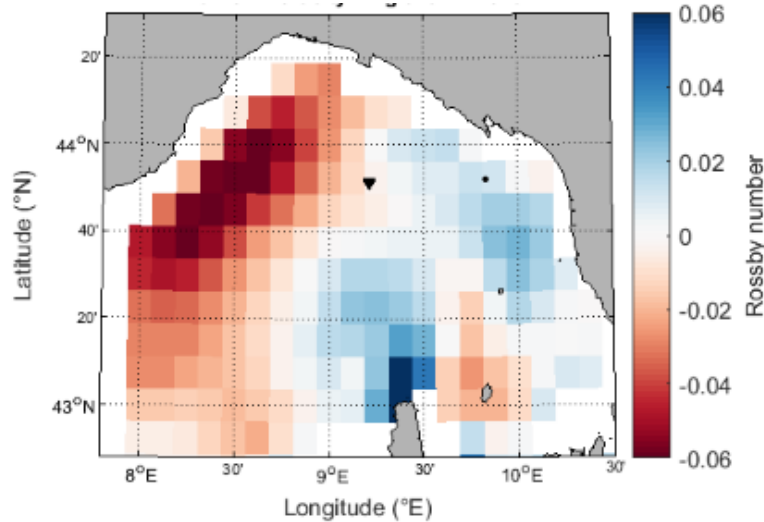 0.06
20'
0.04
44°N
0.02
Latitude (°N)
40'
0
Rossby number
-0.02
20'
-0.04
43°N
-0.06
8°E
30'
9°E
30'
10°E
30'
Longitude (°E)